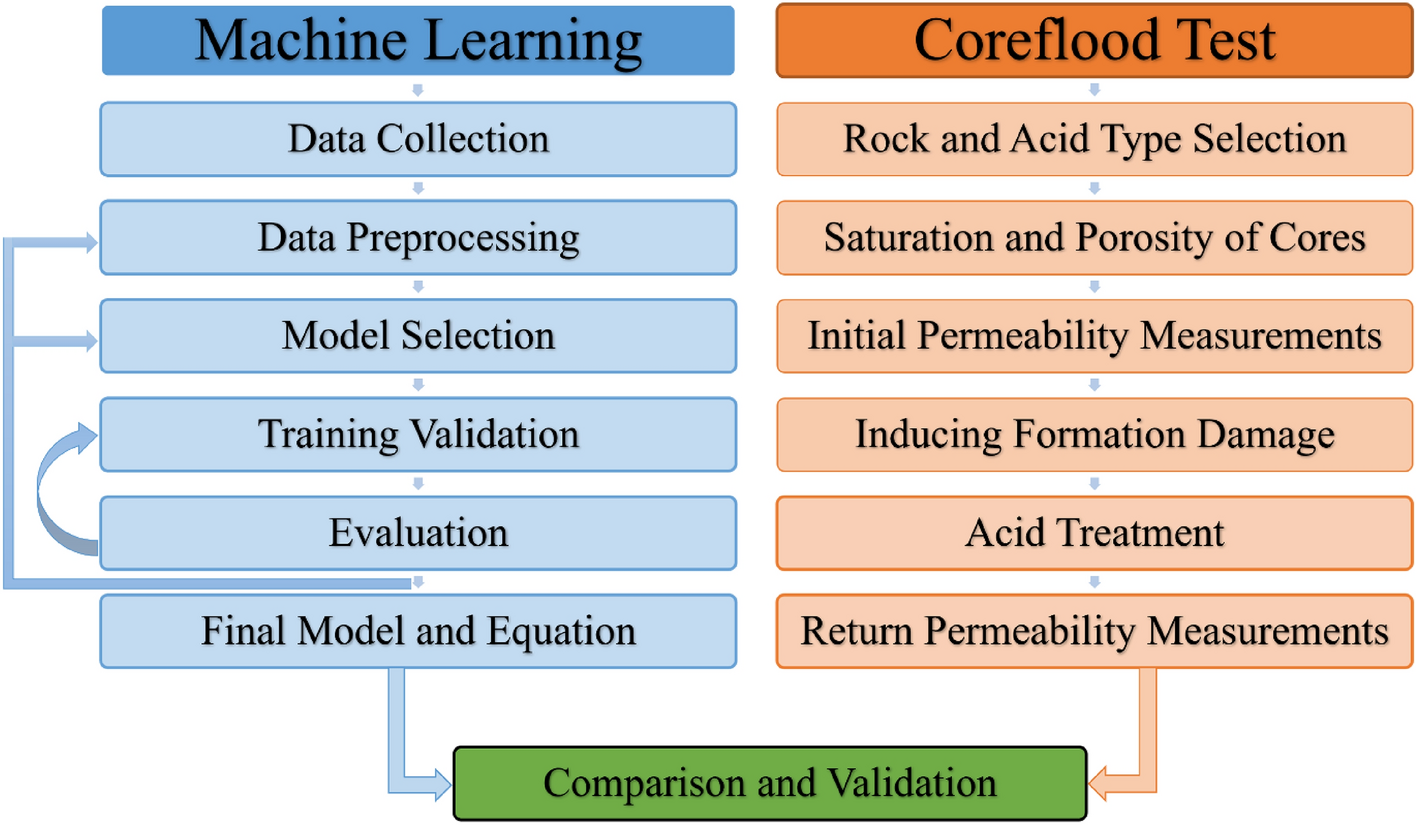 Machine Learning
Data Collection
Data Preprocessing
Model Selection
Training Validation
Evaluation
Final Model and Equation
Coreflood Test
Rock and Acid Type Selection
Saturation and Porosity of Cores
Initial Permeability Measurements
Inducing Formation Damage
Acid Treatment
Return Permeability Measurements
Comparison and Validation